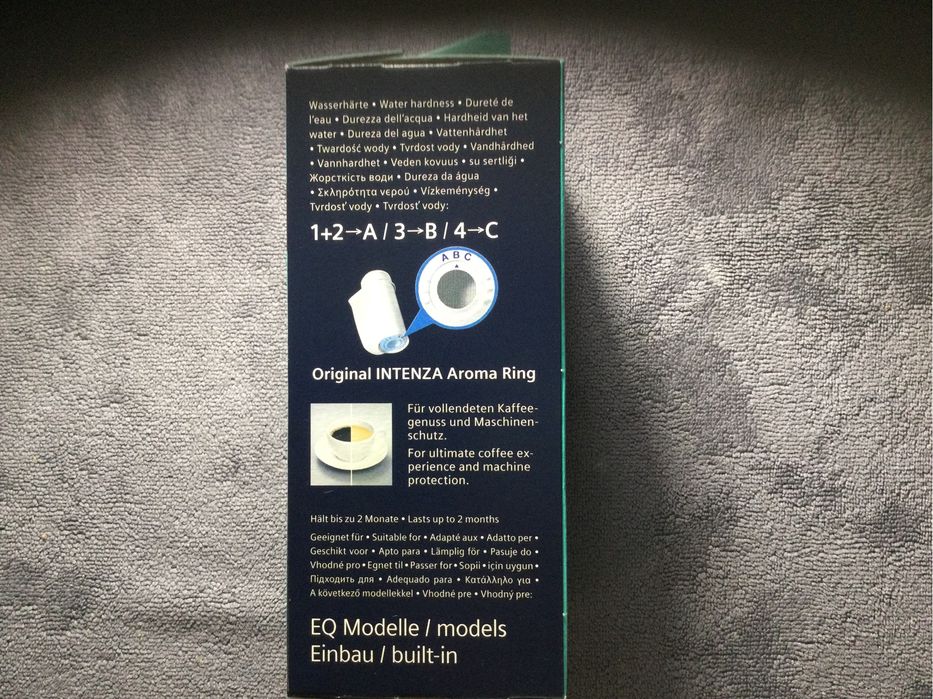 Wasserhärte • Water hardness • Dureté de
l'eau • Durezza dell'acqua • Hardheid van het
water • Dureza del agua • Vattenhårdhet
• Twardość wody • Tvrdost vody • Vandhårdhed
• Vannhardhet • Veden kovuus • su sertliği •
Жорсткість води • Dureza da água
• Σκληρότητα νερού • Vízkeménység •
Tvrdosť vody • Tvrdosť vody:
1+2→A / 3→B / 4→C
A B C
Original INTENZA Aroma Ring
Für vollendeten Kaffee-
genuss und Maschinen-
schutz.
For ultimate coffee ex-
perience and machine
protection.
Hält bis zu 2 Monate • Lasts up to 2 months
Geeignet für • Suitable for • Adapté aux • Adatto per •
Geschikt voor • Apto para • Lämplig för • Pasuje do •
Vhodné pro • Egnet til • Passer for • Sopii • için uygun •
Підходить для • Adequado para • Κατάλληλο για •
A következő modellekkel • Vhodné pre • Vhodný pre:
EQ Modelle / models
Einbau / built-in